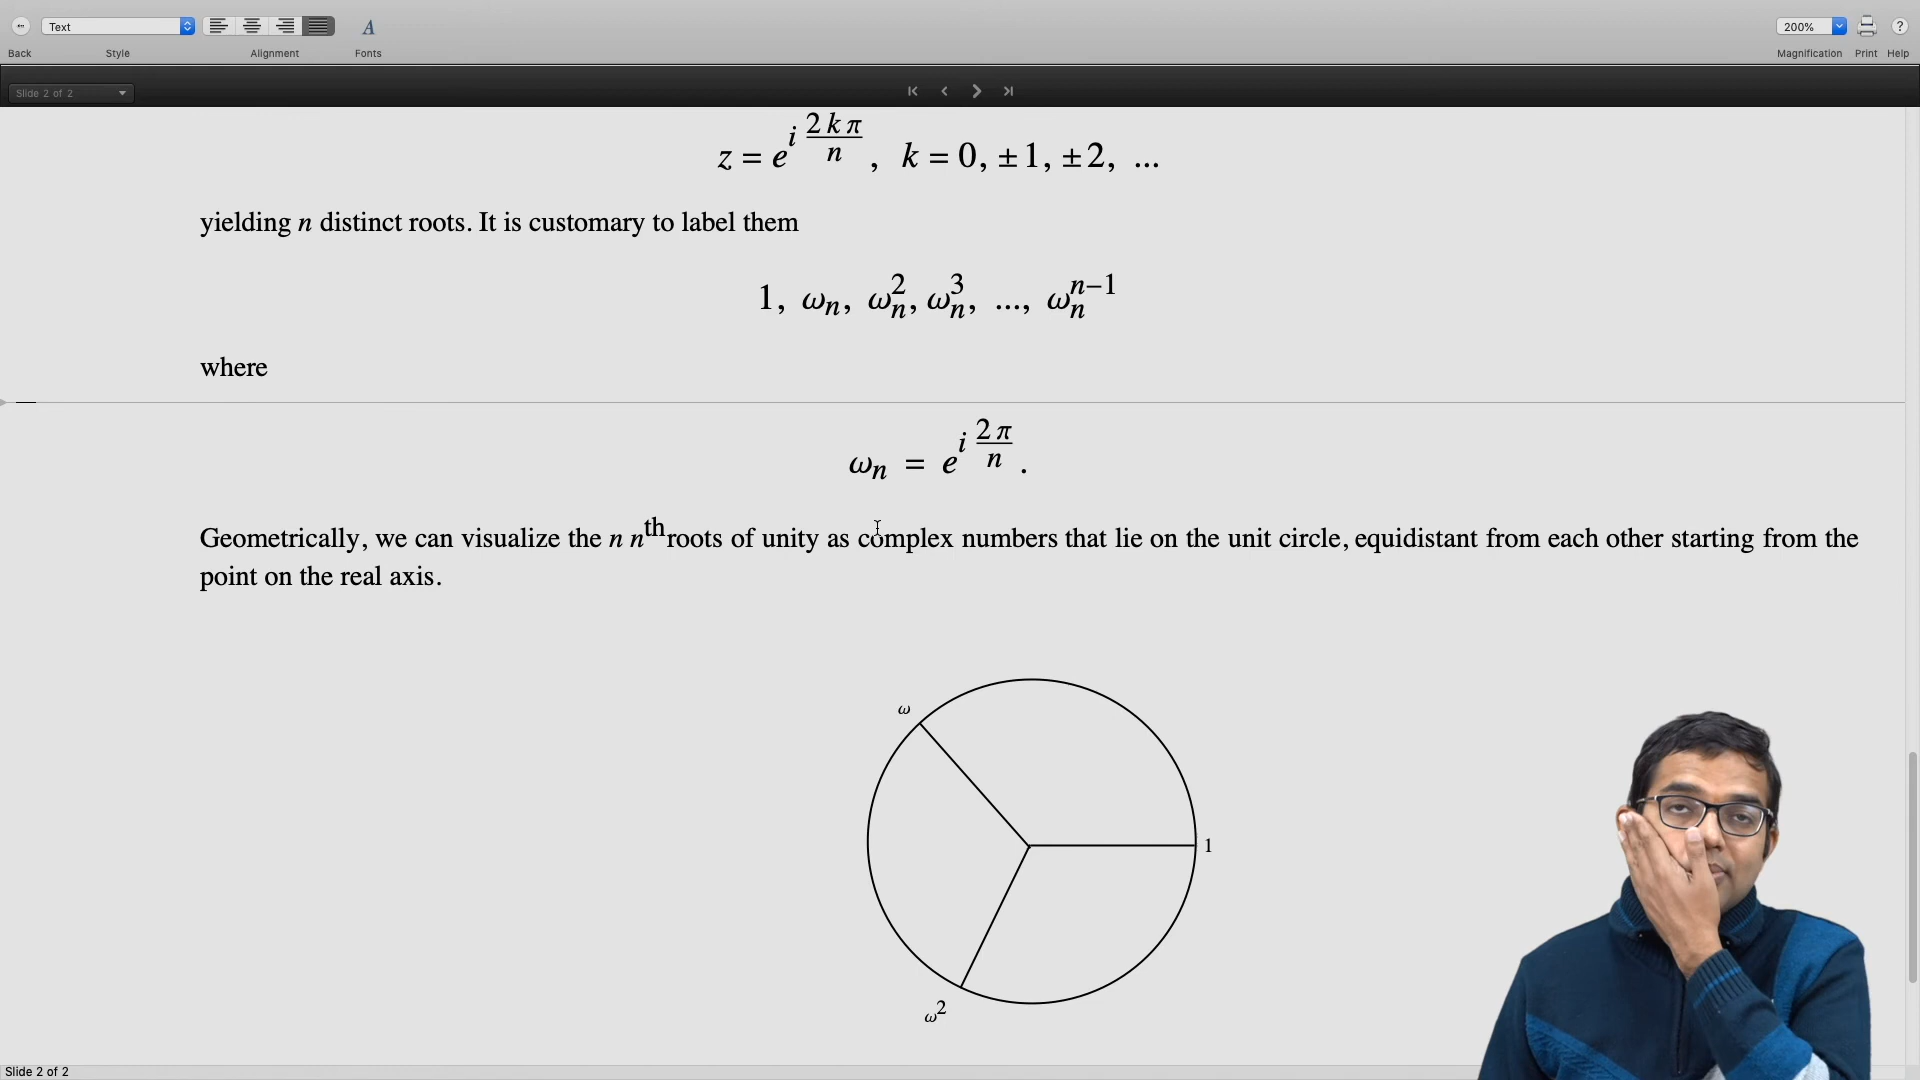 Text
200%
Back
Style
Alignment
A
Fonts
Magnification
Print
?
Help
Slide 2 of 2
z = e^{i \frac{2kπ}{n}}, k = 0, ±1, ±2, ...
yielding n distinct roots. It is customary to label them
1, ω_n, ω_n^2, ω_n^3, ..., ω_n^{n−1}
where
ω_n = e^{i \frac{2π}{n}}.
Geometrically, we can visualize the n n^{th} roots of unity as complex numbers that lie on the unit circle, equidistant from each other starting from the
point on the real axis.
ω
1
ω^2
Slide 2 of 2